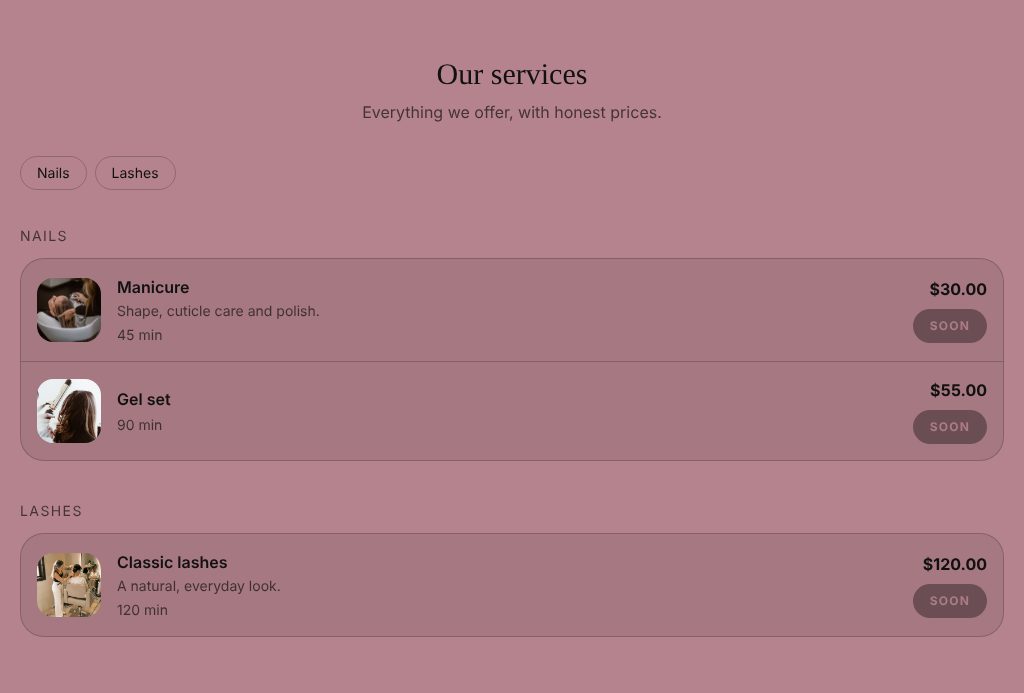 Our services
Everything we offer, with honest prices.
Nails
Lashes
NAILS
Manicure
Shape, cuticle care and polish.
45 min
$30.00
SOON
Gel set
90 min
$55.00
SOON
LASHES
Classic lashes
A natural, everyday look.
120 min
$120.00
SOON